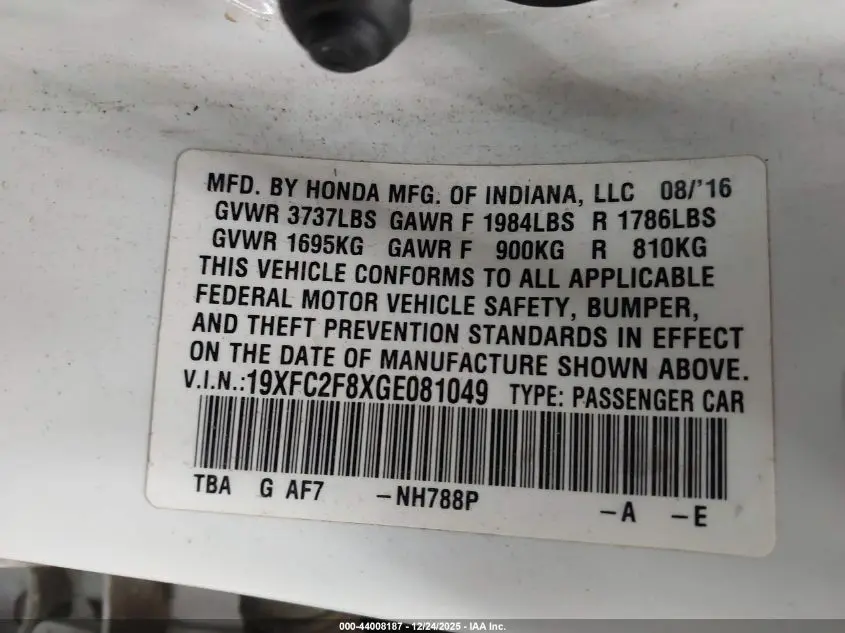 MFD. BY HONDA MFG. OF INDIANA, LLC 08/'16
GVWR 3737LBS GAWR F 1984LBS R 1786LBS
GVWR 1695KG GAWR F 900KG R 810KG
THIS VEHICLE CONFORMS TO ALL APPLICABLE
FEDERAL MOTOR VEHICLE SAFETY, BUMPER,
AND THEFT PREVENTION STANDARDS IN EFFECT
ON THE DATE OF MANUFACTURE SHOWN ABOVE.
V.I.N.:19XFC2F8XGE081049 TYPE: PASSENGER CAR
TBA G AF7 -NH788P -A -E
000-44008187 - 12/24/2025 - IAA Inc.